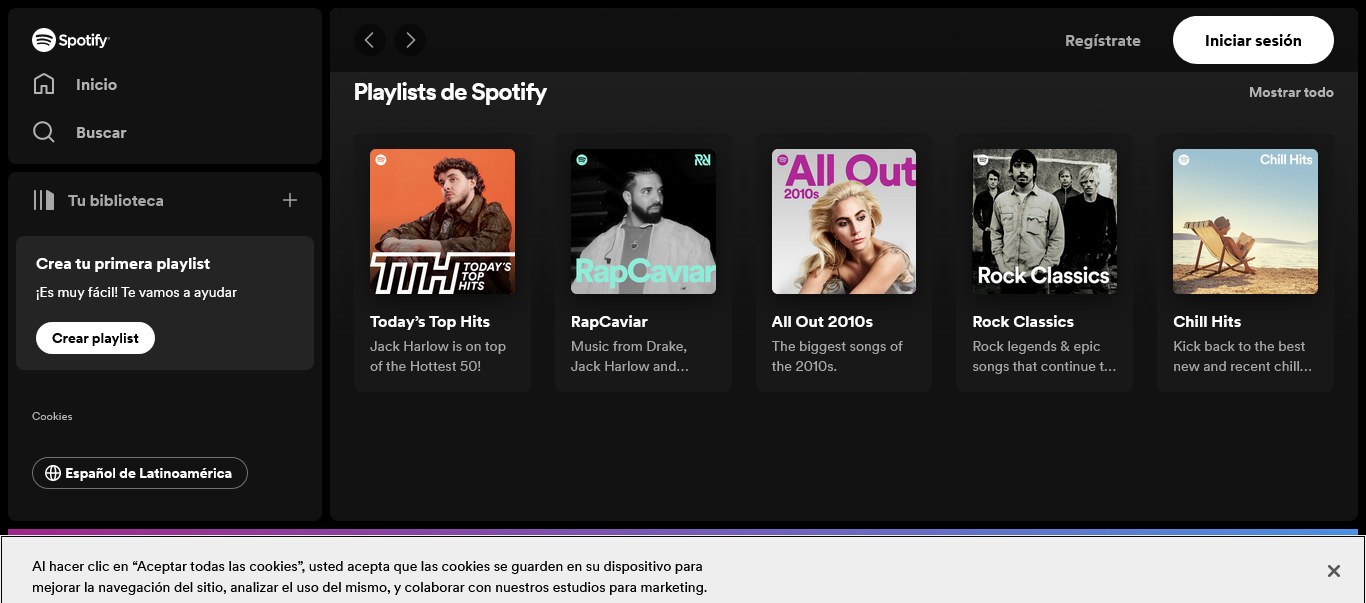 Spotify
Inicio
Buscar
Tu biblioteca
Crea tu primera playlist
¡Es muy fácil! Te vamos a ayudar
Crear playlist
Cookies
Español de Latinoamérica
Regístrate
Iniciar sesión
Playlists de Spotify
Mostrar todo
TTH TODAY'S
TOP
HITS
Today’s Top Hits
Jack Harlow is on top
of the Hottest 50!
RapCaviar
RapCaviar
Music from Drake,
Jack Harlow and…
All Out
2010s
All Out 2010s
The biggest songs of
the 2010s.
Rock Classics
Rock Classics
Rock legends & epic
songs that continue t…
Chill Hits
Chill Hits
Kick back to the best
new and recent chill…
Al hacer clic en “Aceptar todas las cookies”, usted acepta que las cookies se guarden en su dispositivo para
mejorar la navegación del sitio, analizar el uso del mismo, y colaborar con nuestros estudios para marketing.